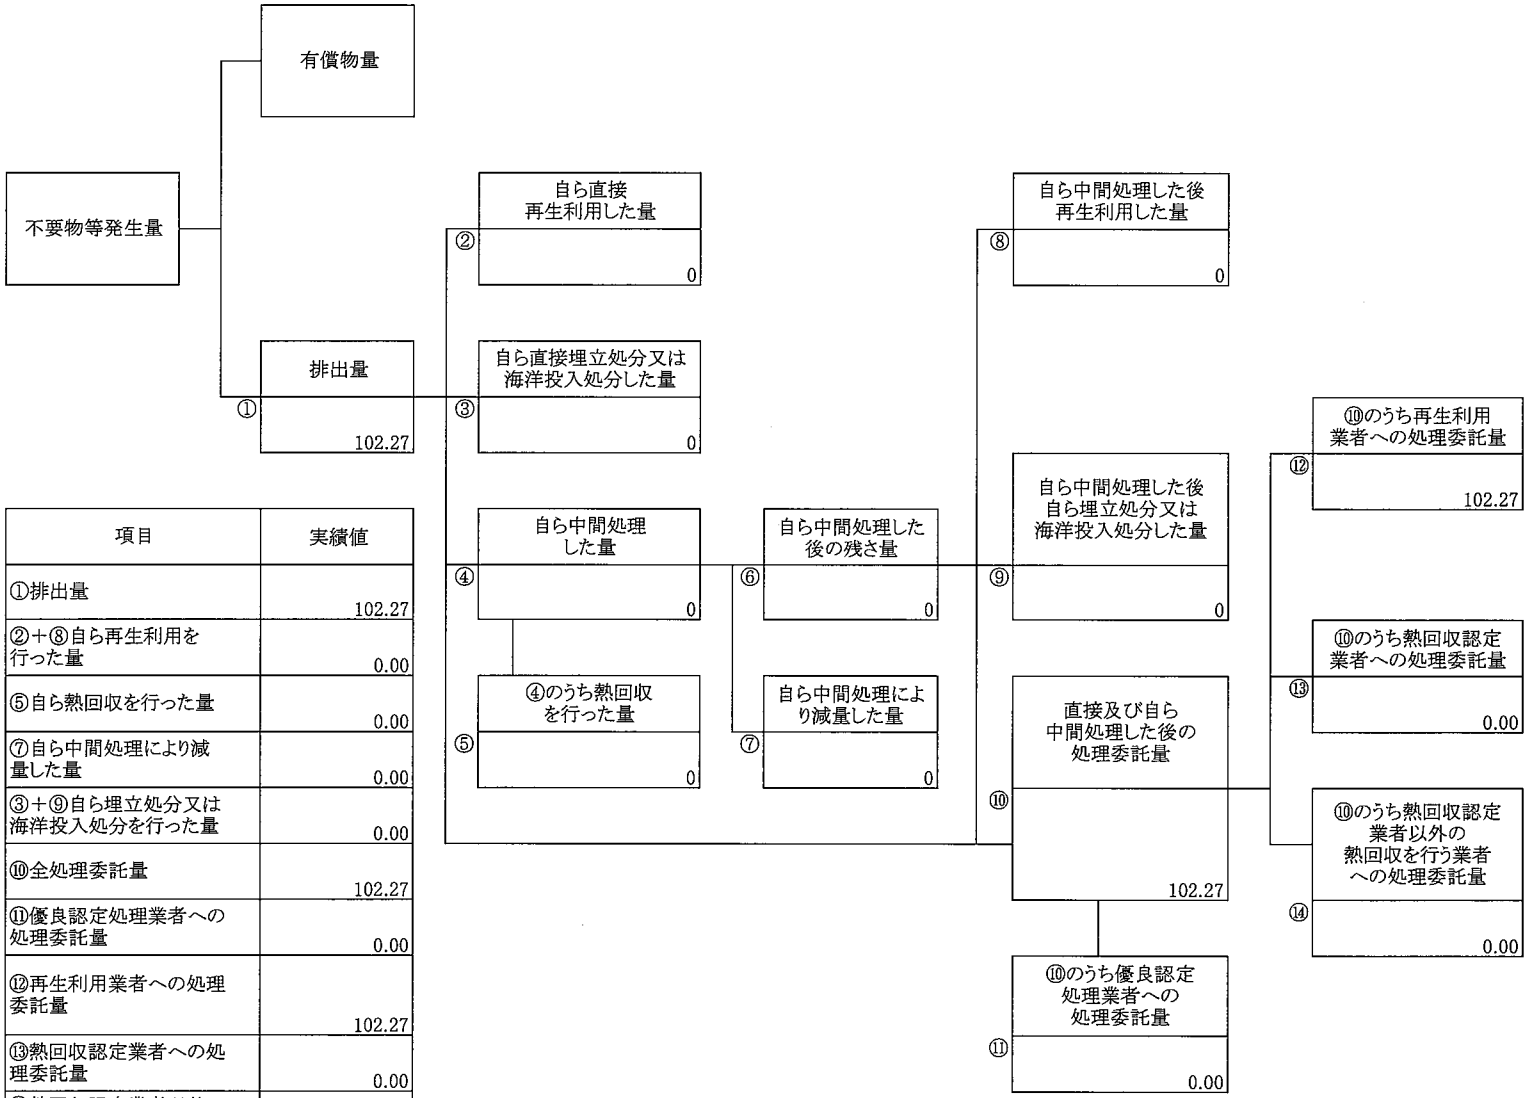 有償物量
不要物等発生量
排出量
①
102.27
自ら直接
再生利用した量
②
0
自ら直接埋立処分又は
海洋投入処分した量
③
0
自ら中間処理
した量
④
0
④のうち熱回収
を行った量
⑤
0
自ら中間処理した
後の残さ量
⑥
0
自ら中間処理によ
り減量した量
⑦
0
自ら中間処理した後
再生利用した量
⑧
0
自ら中間処理した後
自ら埋立処分又は
海洋投入処分した量
⑨
0
直接及び自ら
中間処理した後の
処理委託量
⑩
102.27
⑩のうち優良認定
処理業者への
処理委託量
⑪
0.00
⑩のうち再生利用
業者への処理委託量
⑫
102.27
⑩のうち熱回収認定
業者への処理委託量
⑬
0.00
⑩のうち熱回収認定
業者以外の
熱回収を行う業者
への処理委託量
⑭
0.00
項目 実績値
①排出量
102.27
②＋⑧自ら再生利用を
行った量
0.00
⑤自ら熱回収を行った量
0.00
⑦自ら中間処理により減
量した量
0.00
③＋⑨自ら埋立処分又は
海洋投入処分を行った量
0.00
⑩全処理委託量
102.27
⑪優良認定処理業者への
処理委託量
0.00
⑫再生利用業者への処理
委託量
102.27
⑬熱回収認定業者への処
理委託量
0.00